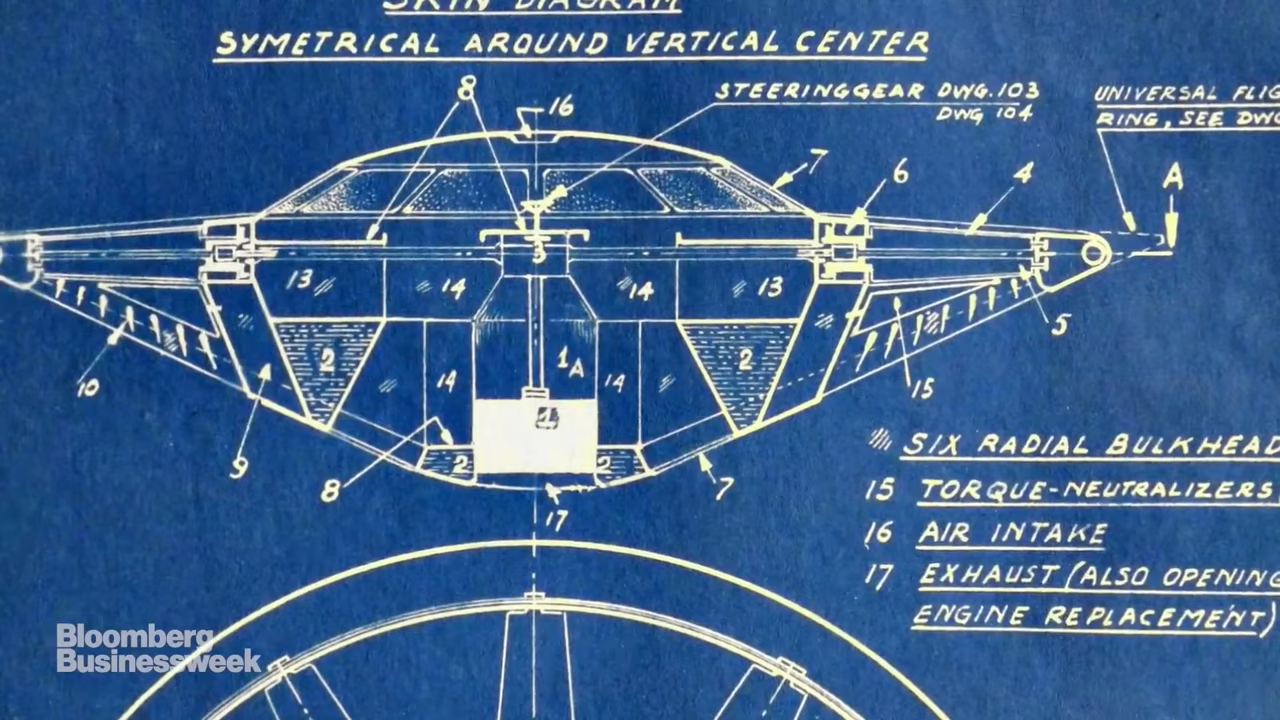 SKIN DIAGRAM
SYMETRICAL AROUND VERTICAL CENTER
8
16
STEERINGGEAR DWG. 103
DWG 104
UNIVERSAL FLIG
RING, SEE DWG
7
6
4
A
3
13
14
14
13
5
2
14
1A
14
2
10
15
9
8
2
2
7
17
SIX RADIAL BULKHEAD
15 TORQUE-NEUTRALIZERS
16 AIR INTAKE
17 EXHAUST (ALSO OPENING
ENGINE REPLACEMENT)
Bloomberg
Businessweek